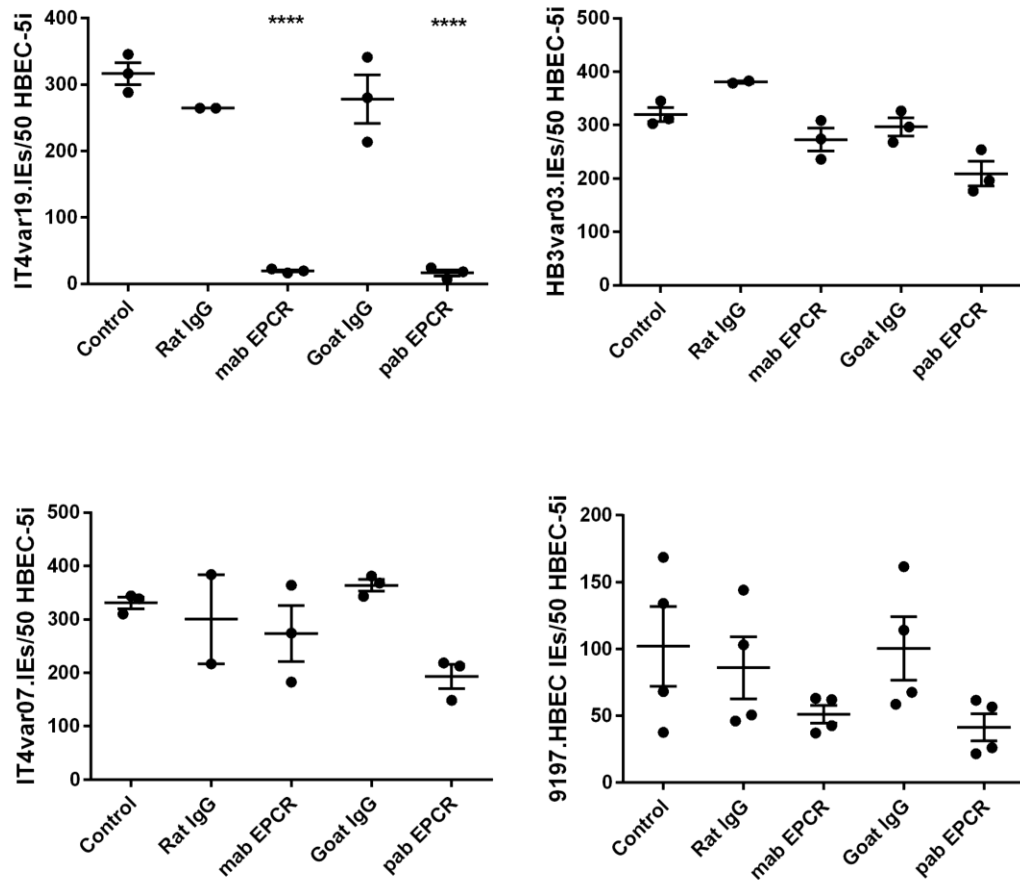 IT4var19.IEs/50 HBEC-5i
400
300
200
100
0
**** ****
Control
Rat IgG
mab EPCR
Goat IgG
pab EPCR
HB3var03.IEs/50 HBEC-5i
500
400
300
200
100
0
Control
Rat IgG
mab EPCR
Goat IgG
pab EPCR
IT4var07.IEs/50 HBEC-5i
500
400
300
200
100
0
Control
Rat IgG
mab EPCR
Goat IgG
pab EPCR
9197.HBEC IEs/50 HBEC-5i
200
150
100
50
0
Control
Rat IgG
mab EPCR
Goat IgG
pab EPCR